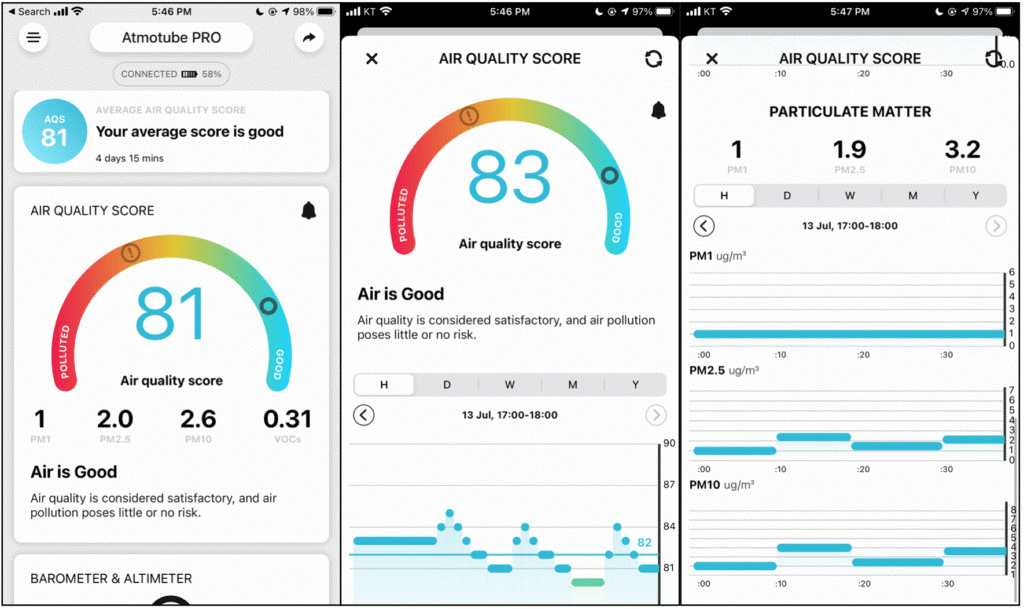 Search
5:46 PM
98%
Atmotube PRO
CONNECTED 58%
AQS
81
AVERAGE AIR QUALITY SCORE
Your average score is good
4 days 15 mins
AIR QUALITY SCORE
POLLUTED
GOOD
81
Air quality score
1 2.0 2.6 0.31
PM1 PM2.5 PM10 VOCs
Air is Good
Air quality is considered satisfactory, and air
pollution poses little or no risk.
BAROMETER & ALTIMETER
KT
5:46 PM
97%
AIR QUALITY SCORE
POLLUTED
GOOD
83
Air quality score
Air is Good
Air quality is considered satisfactory, and air pollution
poses little or no risk.
H D W M Y
13 Jul, 17:00-18:00
90
87
84
82
81
KT
5:47 PM
97%
AIR QUALITY SCORE
0.0
:00 :10 :20 :30
PARTICULATE MATTER
1 1.9 3.2
PM1 PM2.5 PM10
H D W M Y
13 Jul, 17:00-18:00
PM1 ug/m³
6
5
4
3
2
1
0
:00 :10 :20 :30
PM2.5 ug/m³
7
6
5
4
3
2
1
0
:00 :10 :20 :30
PM10 ug/m³
8
7
6
5
4
3
2
1
:00 :10 :20 :30